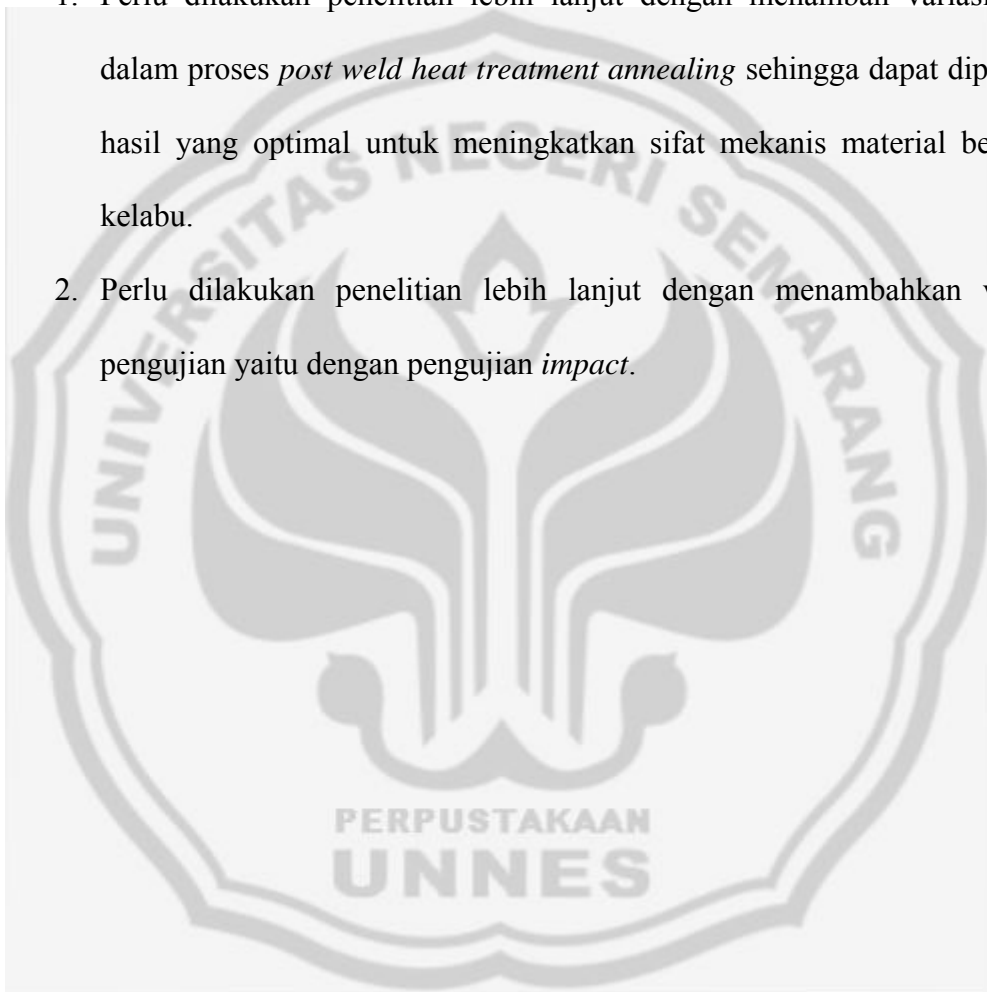 1. Perlu dilakukan penelitian lebih lanjut dengan menambah variasi
dalam proses post weld heat treatment annealing sehingga dapat dip
hasil yang optimal untuk meningkatkan sifat mekanis material be
kelabu.
2. Perlu dilakukan penelitian lebih lanjut dengan menambahkan v
pengujian yaitu dengan pengujian impact.
UNIVERSITAS NEGERI SEMARANG
PERPUSTAKAAN
UNNES